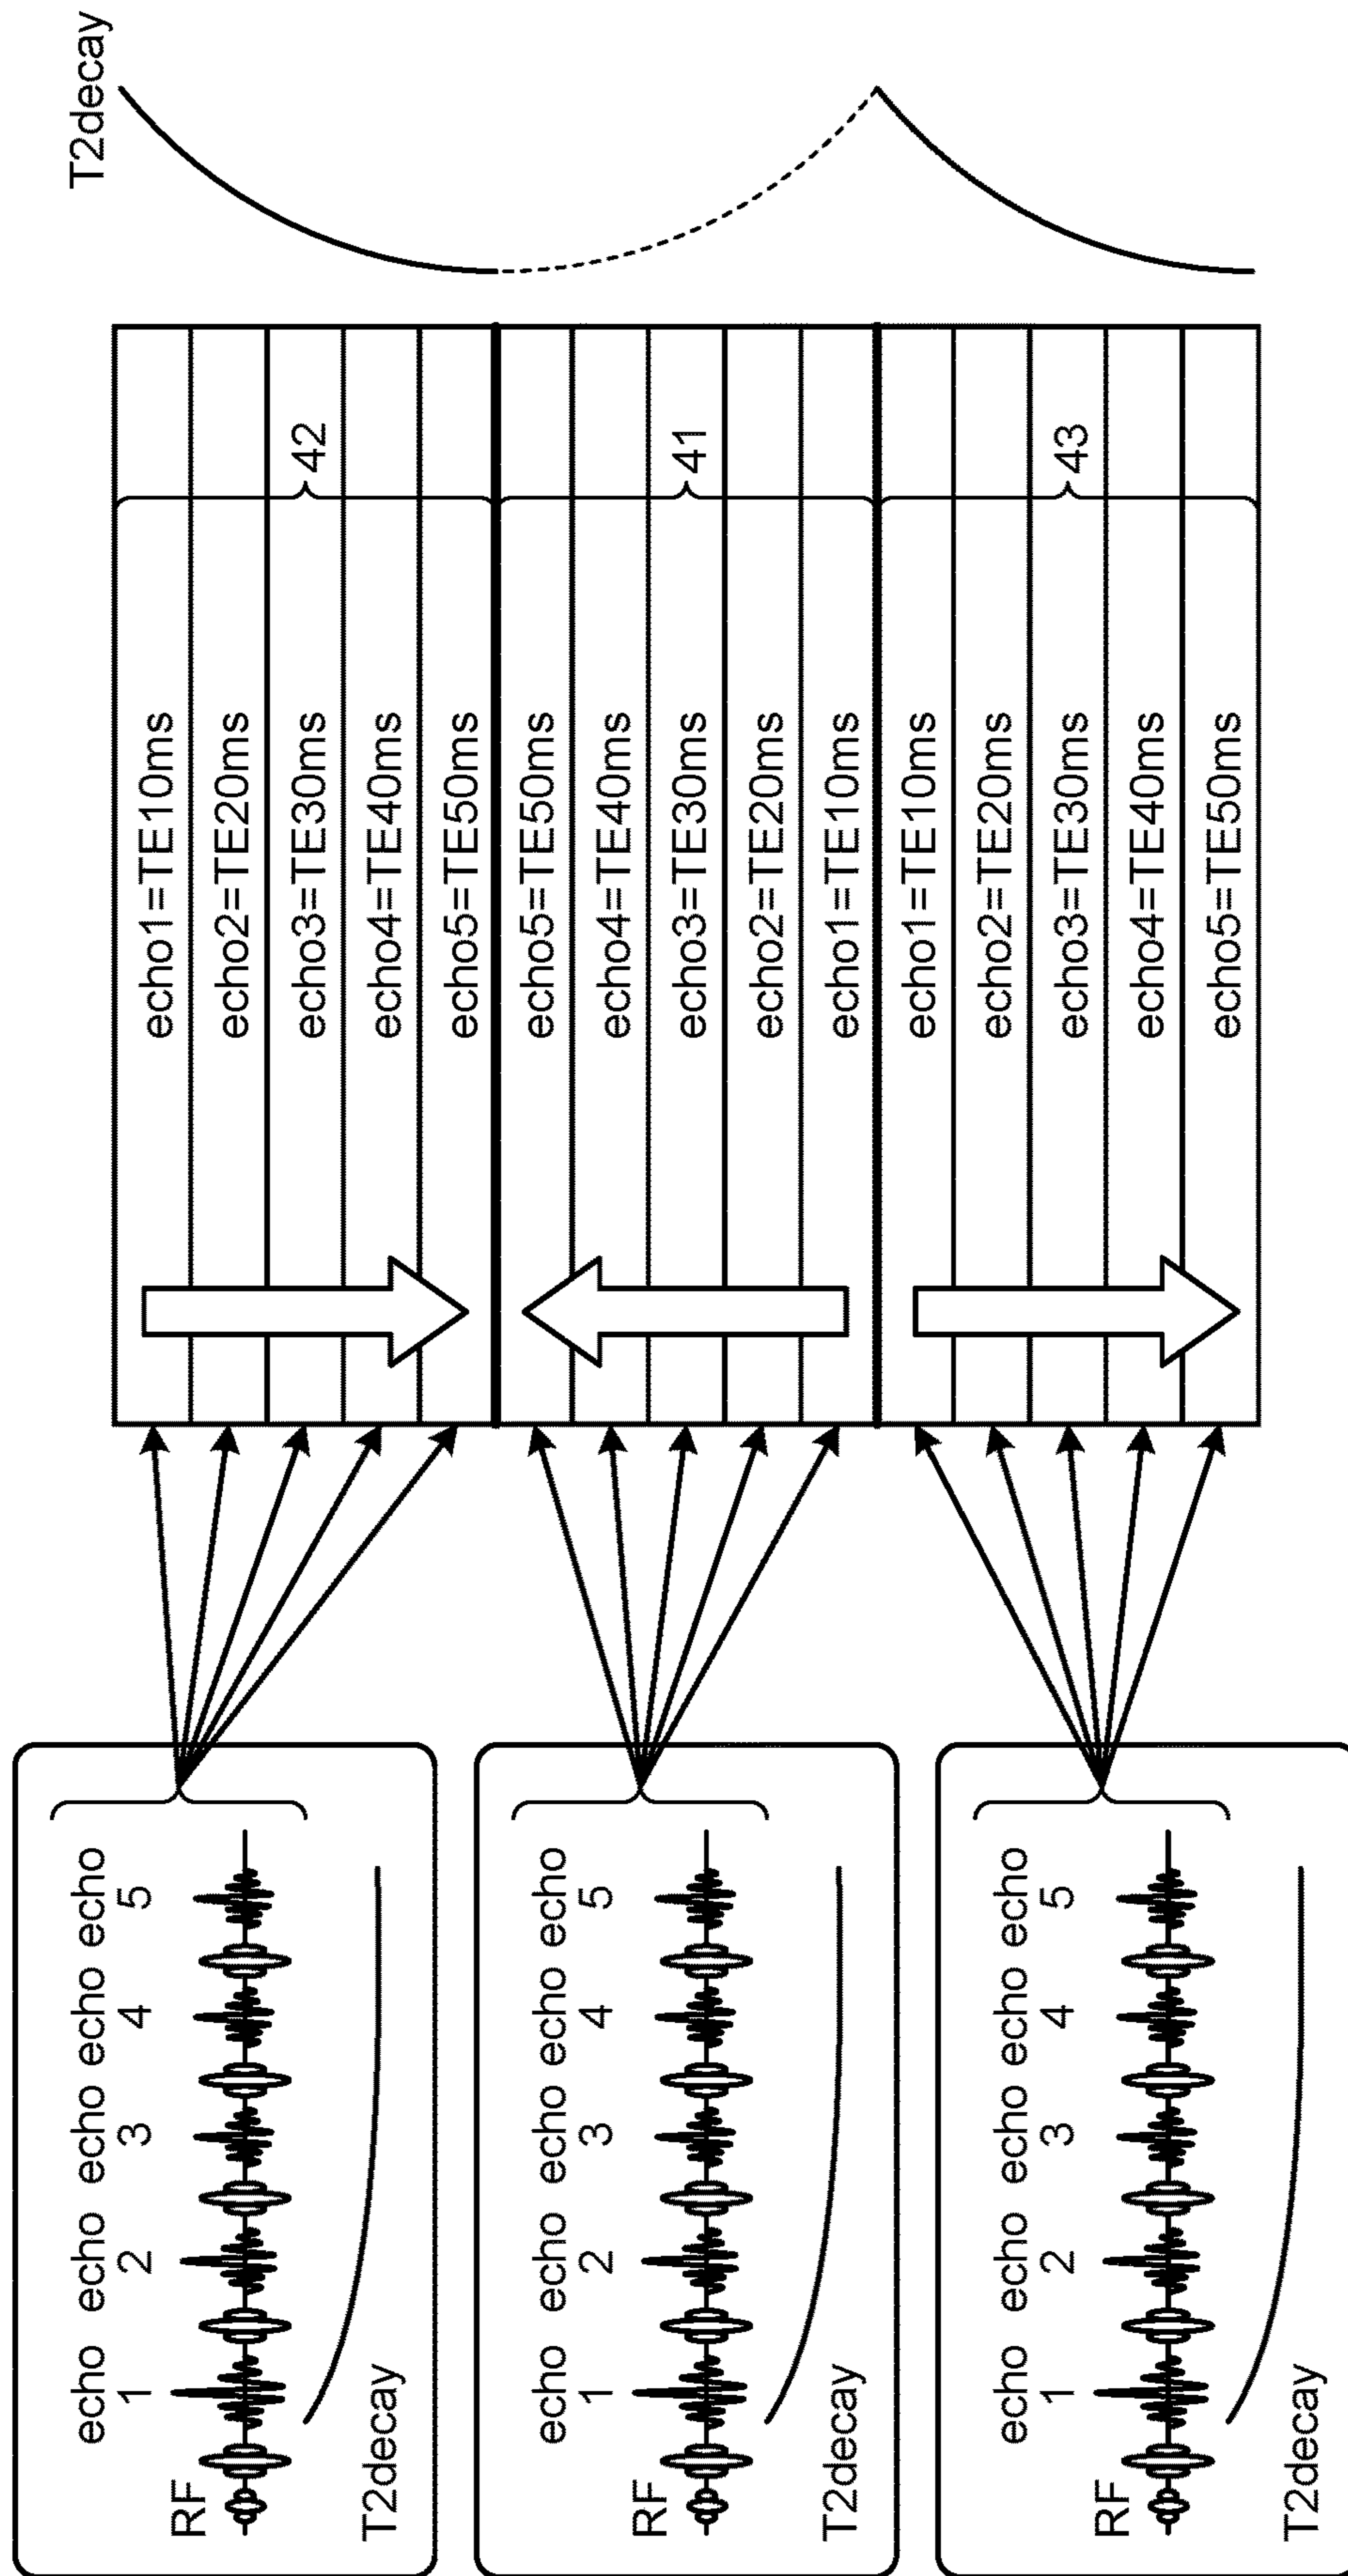 echo echo echo echo echo
1 2 3 4 5
RF
T2decay
echo echo echo echo echo
1 2 3 4 5
RF
T2decay
echo echo echo echo echo
1 2 3 4 5
RF
T2decay
echo1=TE10ms
echo2=TE20ms
echo3=TE30ms
echo4=TE40ms
echo5=TE50ms
42
echo5=TE50ms
echo4=TE40ms
echo3=TE30ms
echo2=TE20ms
echo1=TE10ms
41
echo1=TE10ms
echo2=TE20ms
echo3=TE30ms
echo4=TE40ms
echo5=TE50ms
43
T2decay